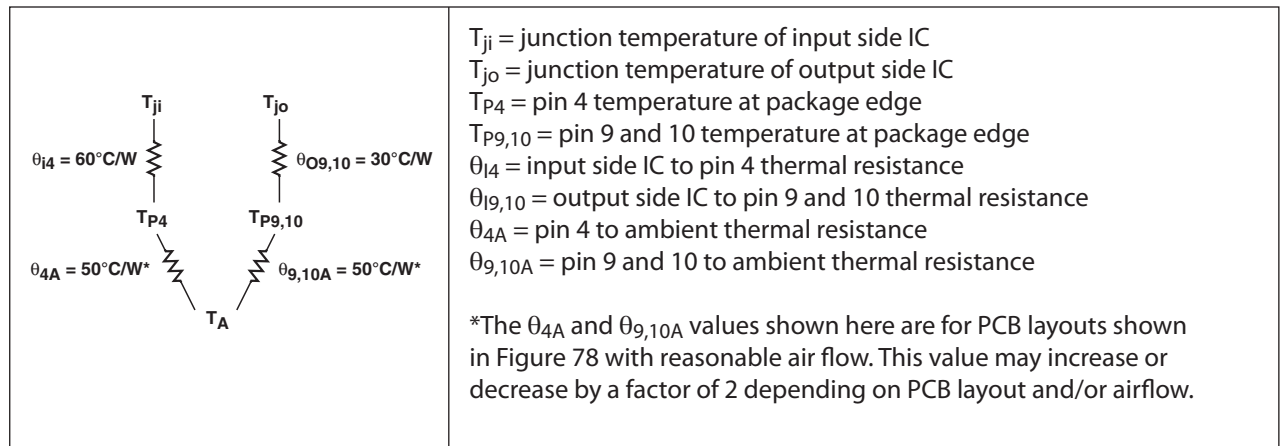 Tji
Tjo
θi4 = 60°C/W
θO9,10 = 30°C/W
TP4
TP9,10
θ4A = 50°C/W*
θ9,10A = 50°C/W*
TA
Tji = junction temperature of input side IC
Tjo = junction temperature of output side IC
TP4 = pin 4 temperature at package edge
TP9,10 = pin 9 and 10 temperature at package edge
θI4 = input side IC to pin 4 thermal resistance
θI9,10 = output side IC to pin 9 and 10 thermal resistance
θ4A = pin 4 to ambient thermal resistance
θ9,10A = pin 9 and 10 to ambient thermal resistance
*The θ4A and θ9,10A values shown here are for PCB layouts shown
in Figure 78 with reasonable air flow. This value may increase or
decrease by a factor of 2 depending on PCB layout and/or airflow.